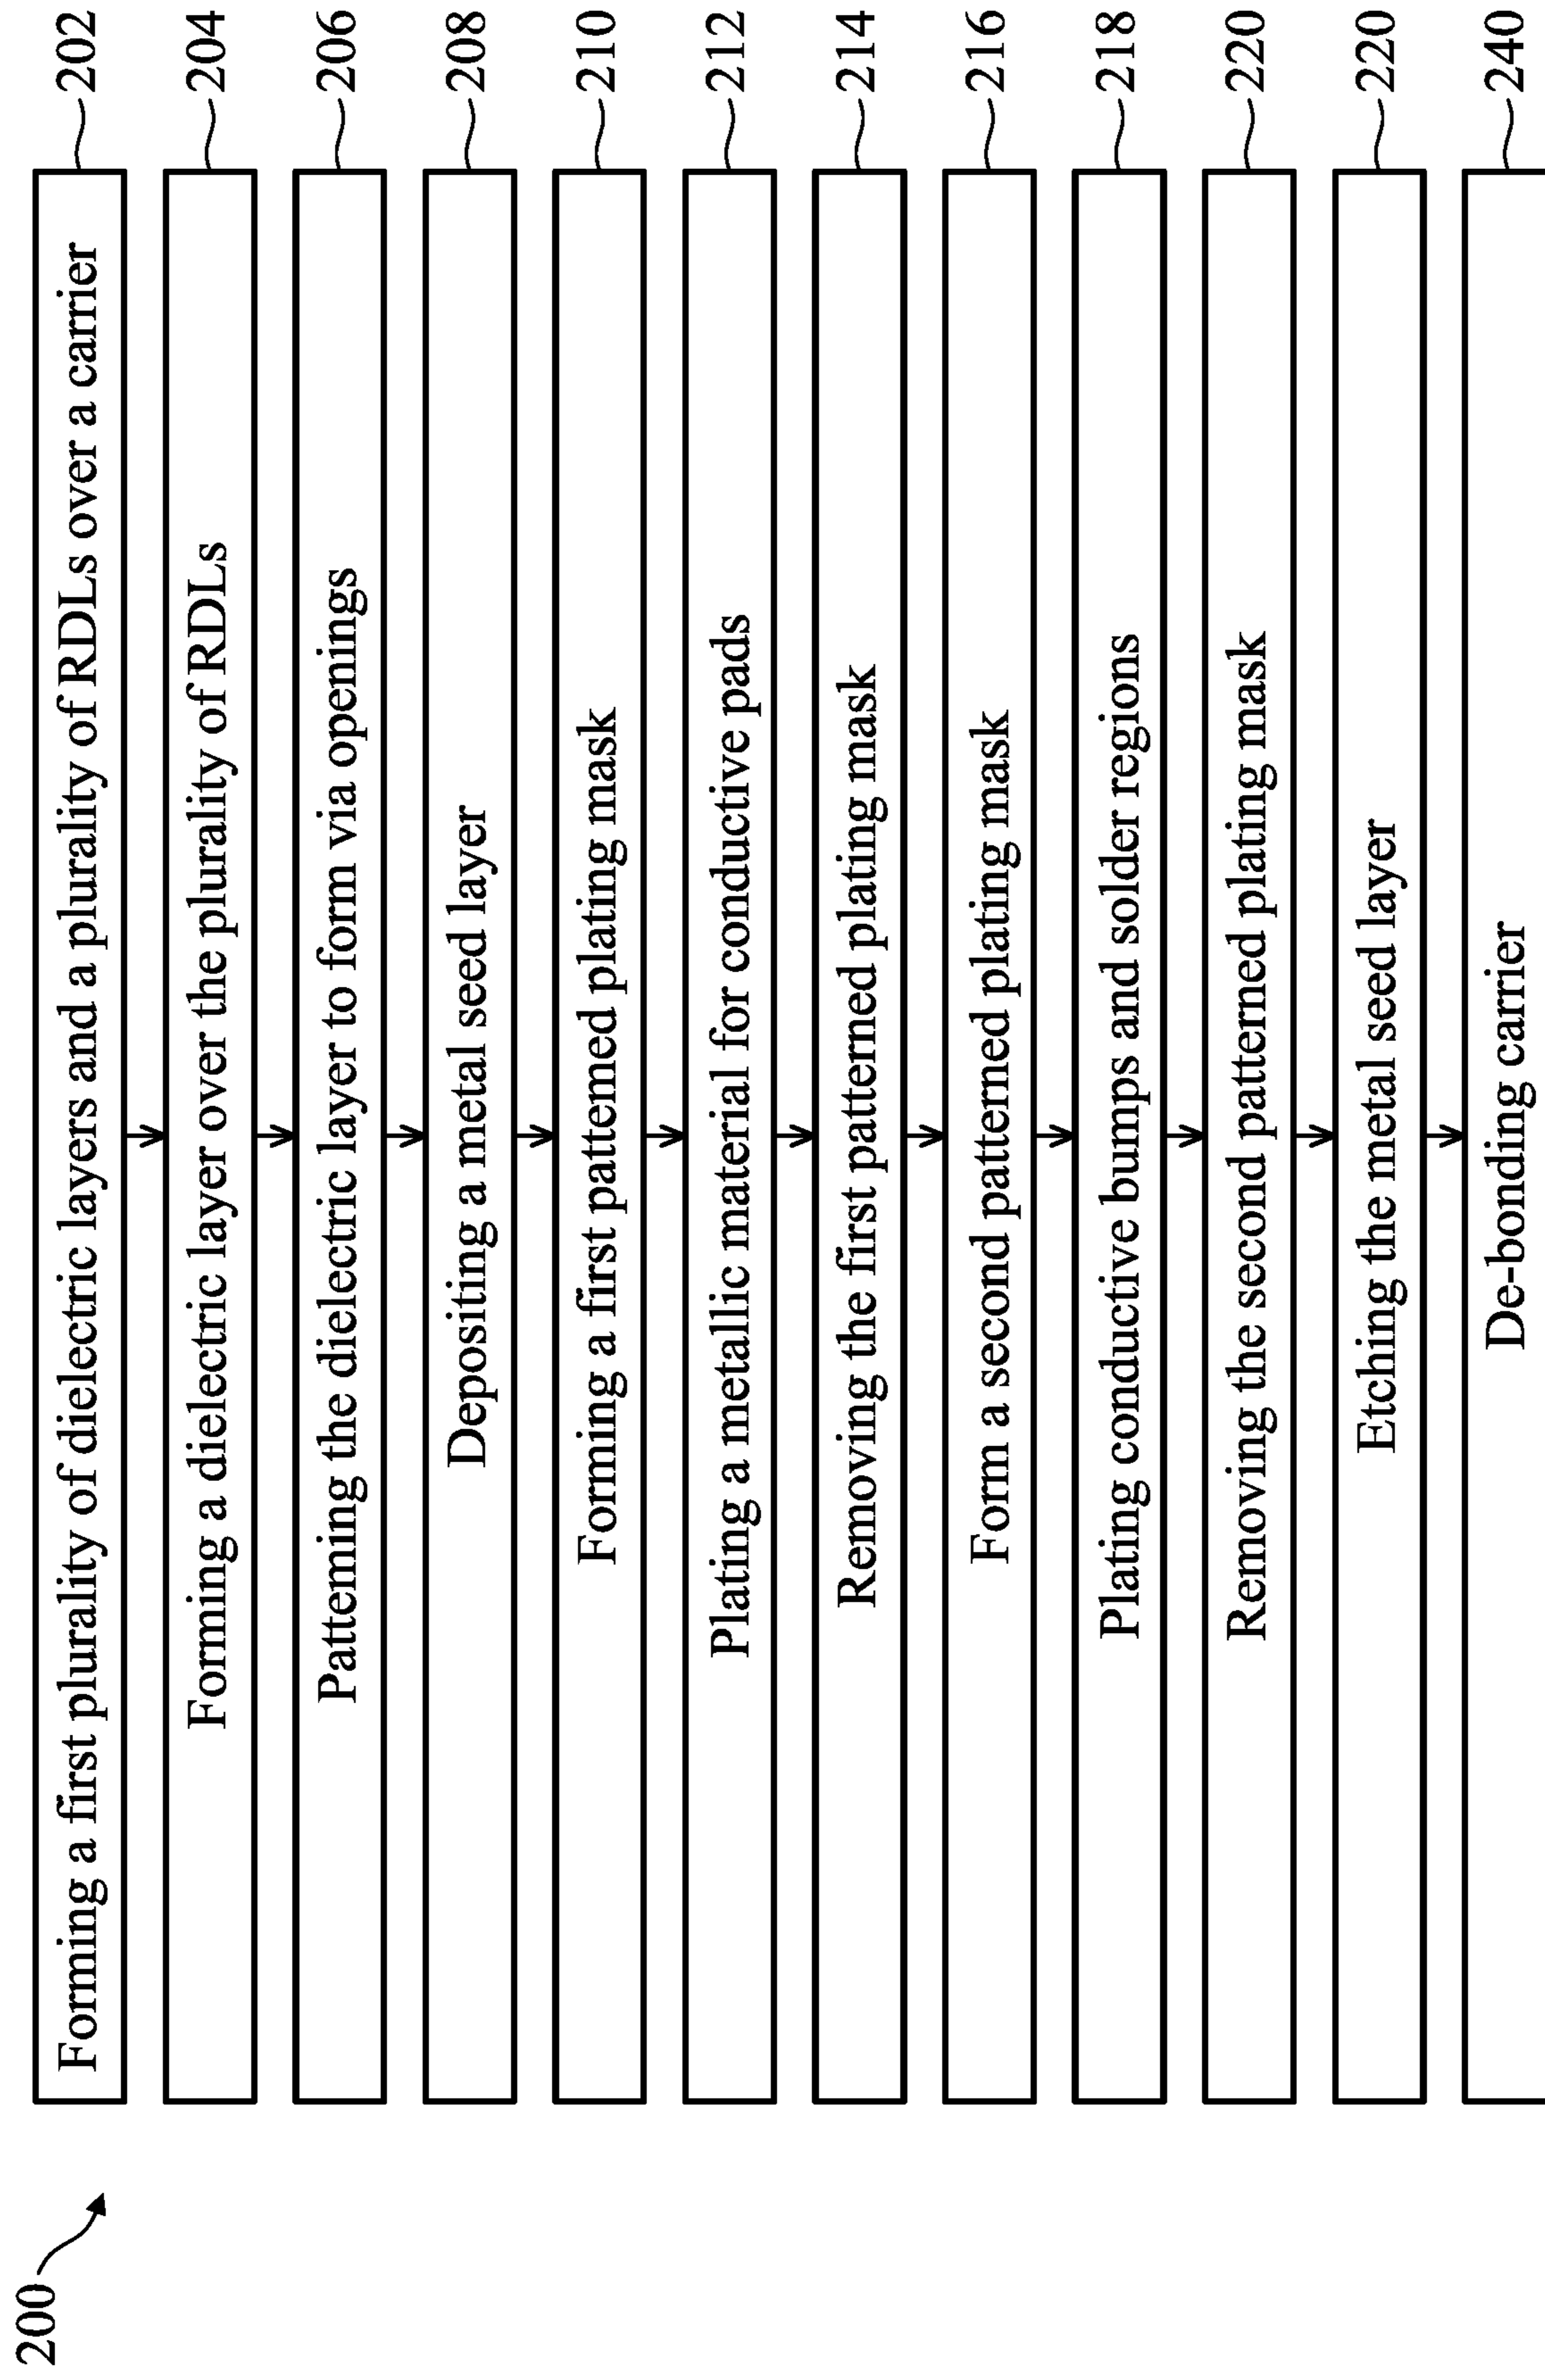 200
Forming a first plurality of dielectric layers and a plurality of RDLs over a carrier 202
Forming a dielectric layer over the plurality of RDLs 204
Patterning the dielectric layer to form via openings 206
Depositing a metal seed layer 208
Forming a first patterned plating mask 210
Plating a metallic material for conductive pads 212
Removing the first patterned plating mask 214
Form a second patterned plating mask 216
Plating conductive bumps and solder regions 218
Removing the second patterned plating mask 220
Etching the metal seed layer 220
De-bonding carrier 240